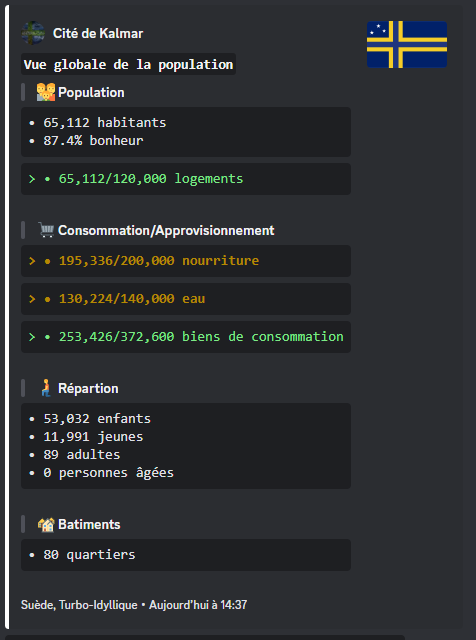 Cité de Kalmar
Vue globale de la population
Population
• 65,112 habitants
• 87.4% bonheur
> • 65,112/120,000 logements
Consommation/Approvisionnement
> • 195,336/200,000 nourriture
> • 130,224/140,000 eau
> • 253,426/372,600 biens de consommation
Répartion
• 53,032 enfants
• 11,991 jeunes
• 89 adultes
• 0 personnes âgées
Batiments
• 80 quartiers
Suède, Turbo-Idyllique • Aujourd'hui à 14:37